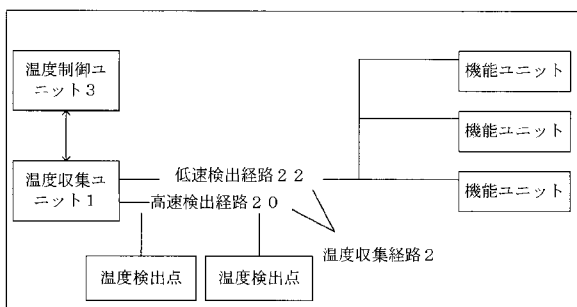 温度制御ユ
ニット3
機能ユニット
機能ユニット
温度収集ユ
ニット1
低速検出経路22
機能ユニット
高速検出経路20
温度収集経路2
温度検出点
温度検出点